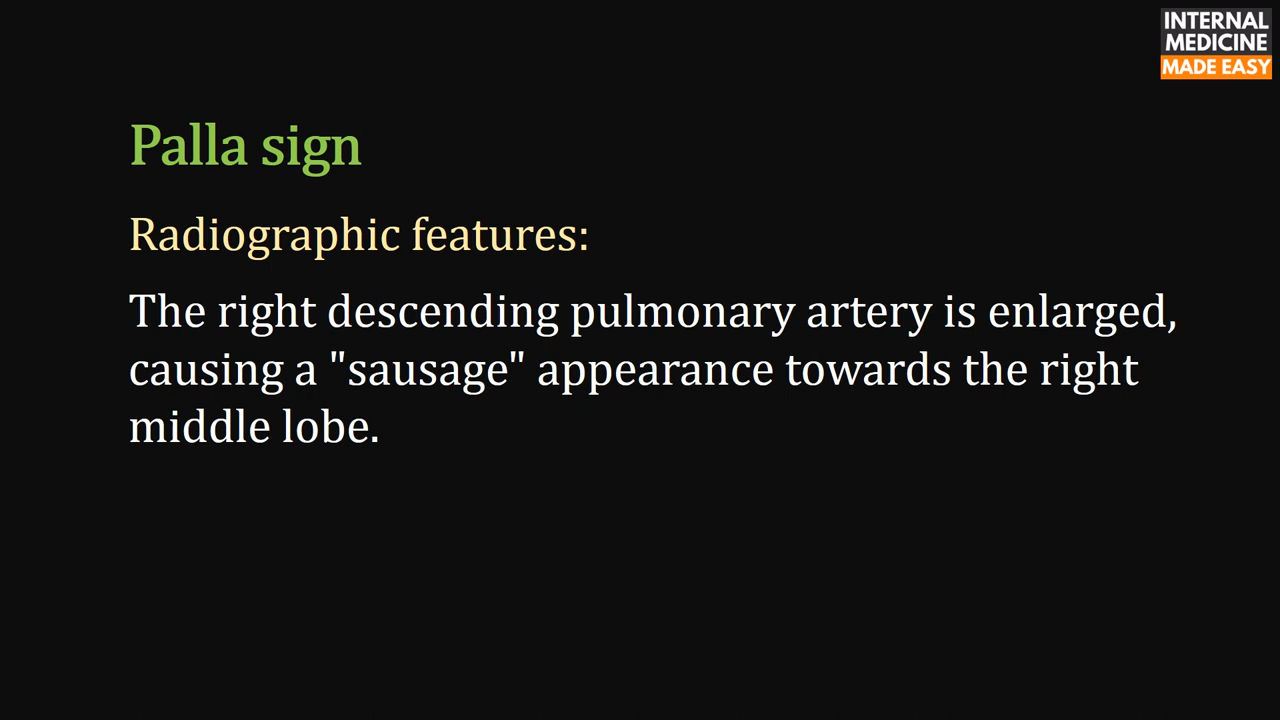 INTERNAL
MEDICINE
MADE EASY
Palla sign
Radiographic features:
The right descending pulmonary artery is enlarged,
causing a "sausage" appearance towards the right
middle lobe.